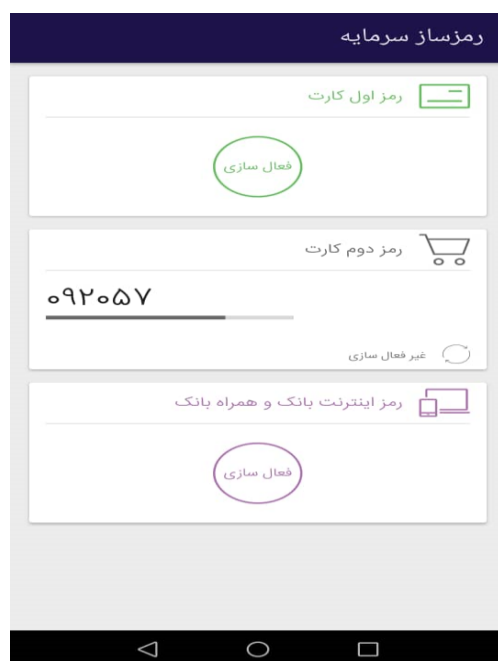 رمزساز سرمایه
رمز اول کارت
فعال سازی
رمز دوم کارت
۰۹۲۰۵۷
غیر فعال سازی
رمز اینترنت بانک و همراه بانک
فعال سازی